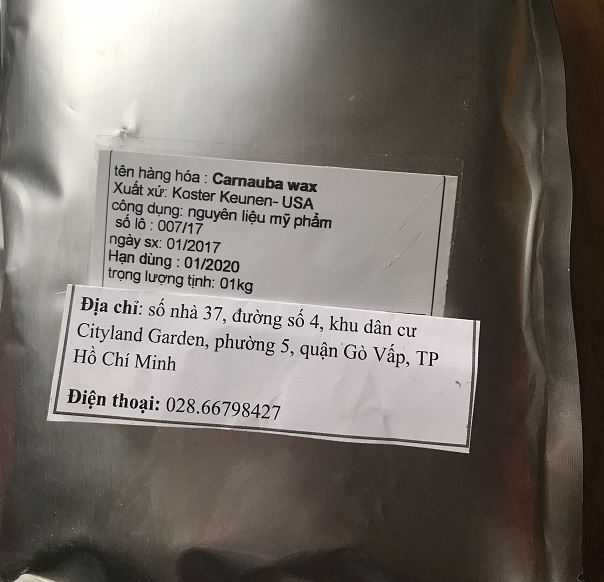 tên hàng hóa : Carnauba wax
Xuất xứ: Koster Keunen- USA
công dụng: nguyên liệu mỹ phẩm
số lô : 007/17
ngày sx: 01/2017
Hạn dùng : 01/2020
trọng lượng tịnh: 01kg
Địa chỉ: số nhà 37, đường số 4, khu dân cư
Cityland Garden, phường 5, quận Gò Vấp, TP
Hồ Chí Minh
Điện thoại: 028.66798427